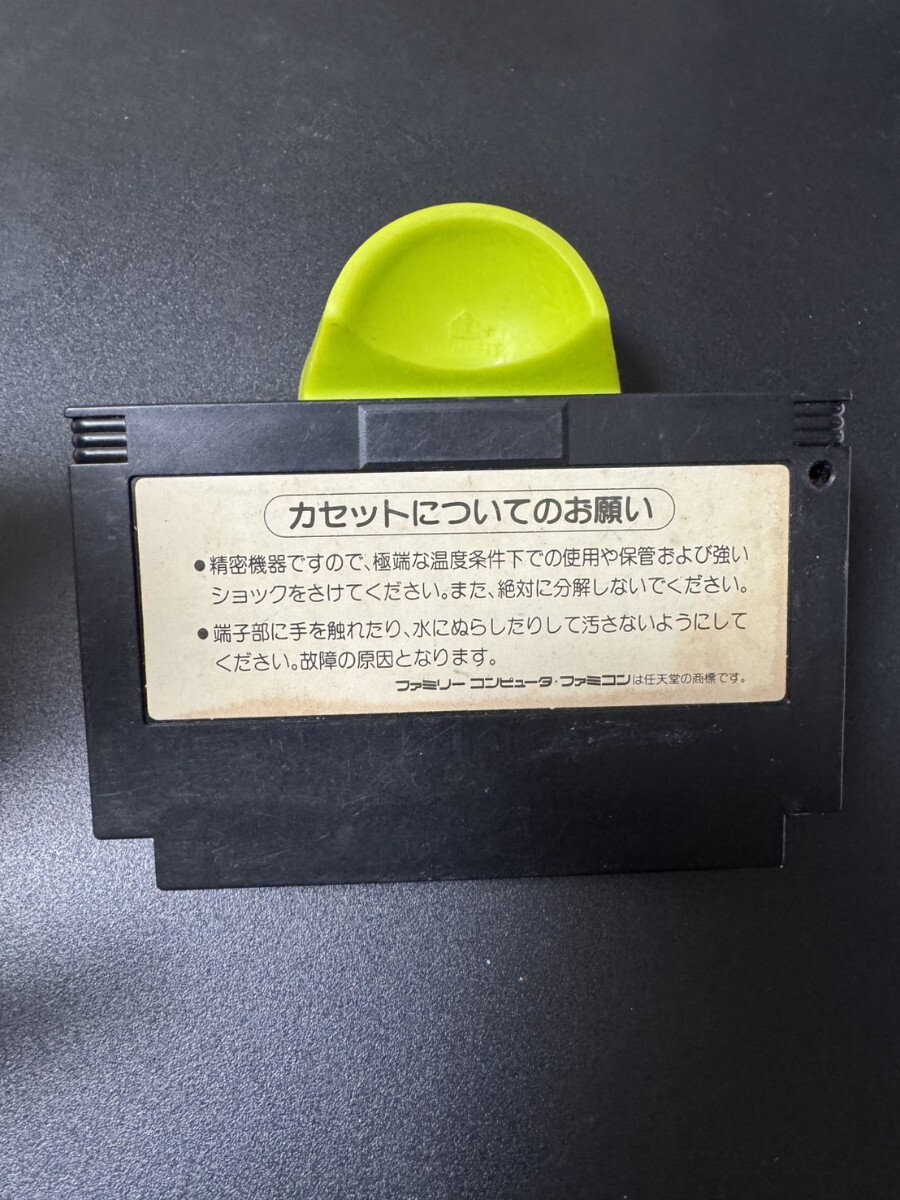 カセットについてのお願い
●精密機器ですので、極端な温度条件下での使用や保管および強い
ショックをさけてください。また、絶対に分解しないでください。
●端子部に手を触れたり、水にぬらしたりして汚さないようにして
ください。故障の原因となります。
ファミリー コンピュータ・ファミコンは任天堂の商標です。